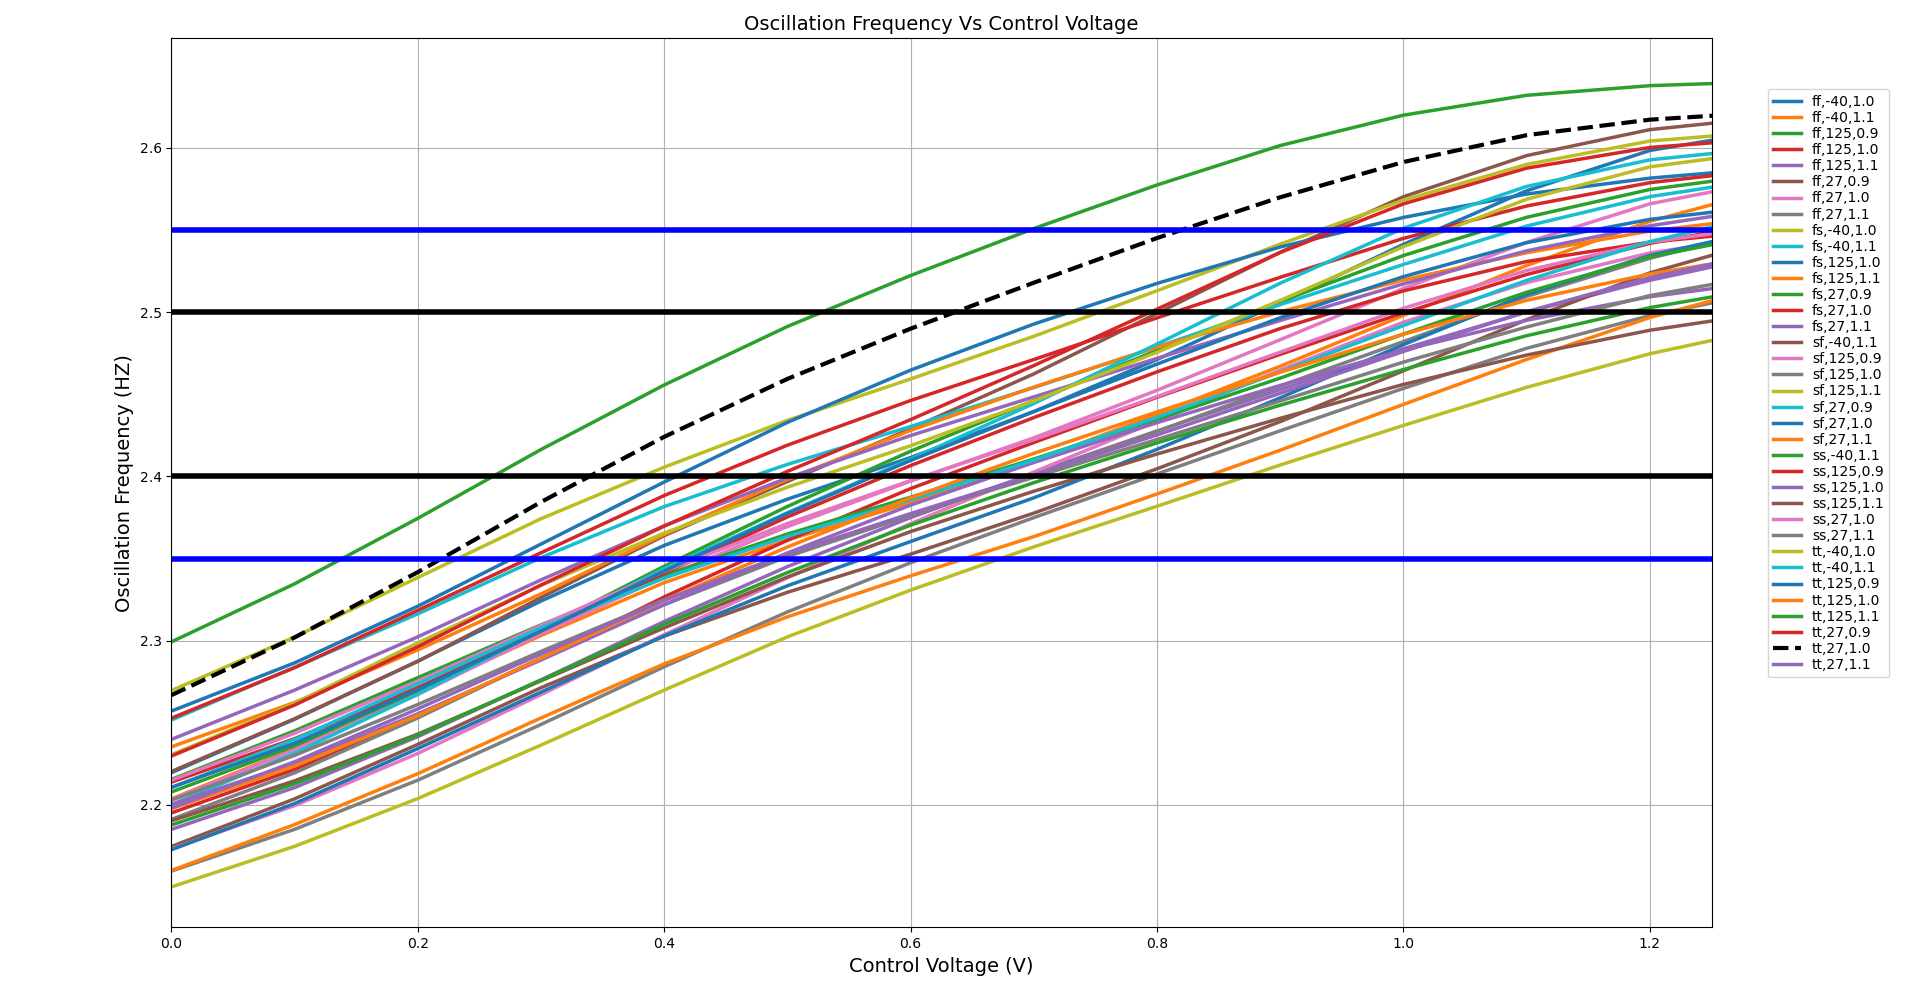 Oscillation Frequency Vs Control Voltage
Oscillation Frequency (HZ)
2.6
2.5
2.4
2.3
2.2
0.0
0.2
0.4
0.6
0.8
1.0
1.2
Control Voltage (V)
ff,-40,1.0
ff,-40,1.1
ff,125,0.9
ff,125,1.0
ff,125,1.1
ff,27,0.9
ff,27,1.0
ff,27,1.1
fs,-40,1.0
fs,-40,1.1
fs,125,1.0
fs,125,1.1
fs,27,0.9
fs,27,1.0
fs,27,1.1
sf,-40,1.1
sf,125,0.9
sf,125,1.0
sf,125,1.1
sf,27,0.9
sf,27,1.0
sf,27,1.1
ss,-40,1.1
ss,125,0.9
ss,125,1.0
ss,125,1.1
ss,27,1.0
ss,27,1.1
tt,-40,1.0
tt,-40,1.1
tt,125,0.9
tt,125,1.0
tt,125,1.1
tt,27,0.9
tt,27,1.0
tt,27,1.1